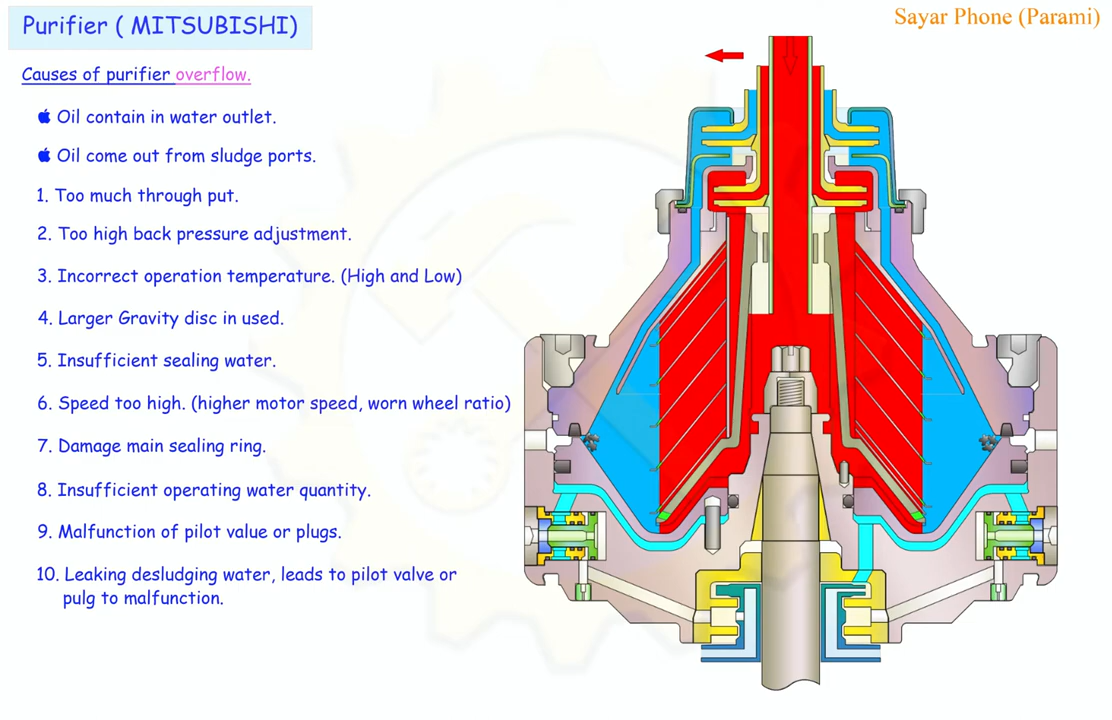 Purifier ( MITSUBISHI)
Sayar Phone (Parami)
Causes of purifier overflow.
Oil contain in water outlet.
Oil come out from sludge ports.
1. Too much through put.
2. Too high back pressure adjustment.
3. Incorrect operation temperature. (High and Low)
4. Larger Gravity disc in used.
5. Insufficient sealing water.
6. Speed too high. (higher motor speed, worn wheel ratio)
7. Damage main sealing ring.
8. Insufficient operating water quantity.
9. Malfunction of pilot value or plugs.
10. Leaking desludging water, leads to pilot valve or
pulg to malfunction.